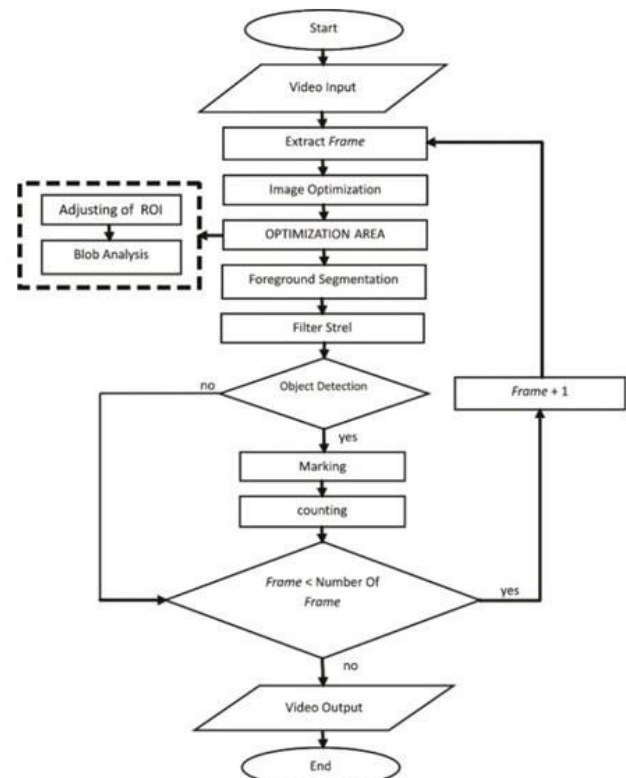 Start
Video Input
Extract Frame
Image Optimization
Adjusting of ROI
OPTIMIZATION AREA
Blob Analysis
Foreground Segmentation
Filter Strel
no
Object Detection
Frame + 1
yes
Marking
counting
Frame < Number Of
Frame
yes
no
Video Output
End